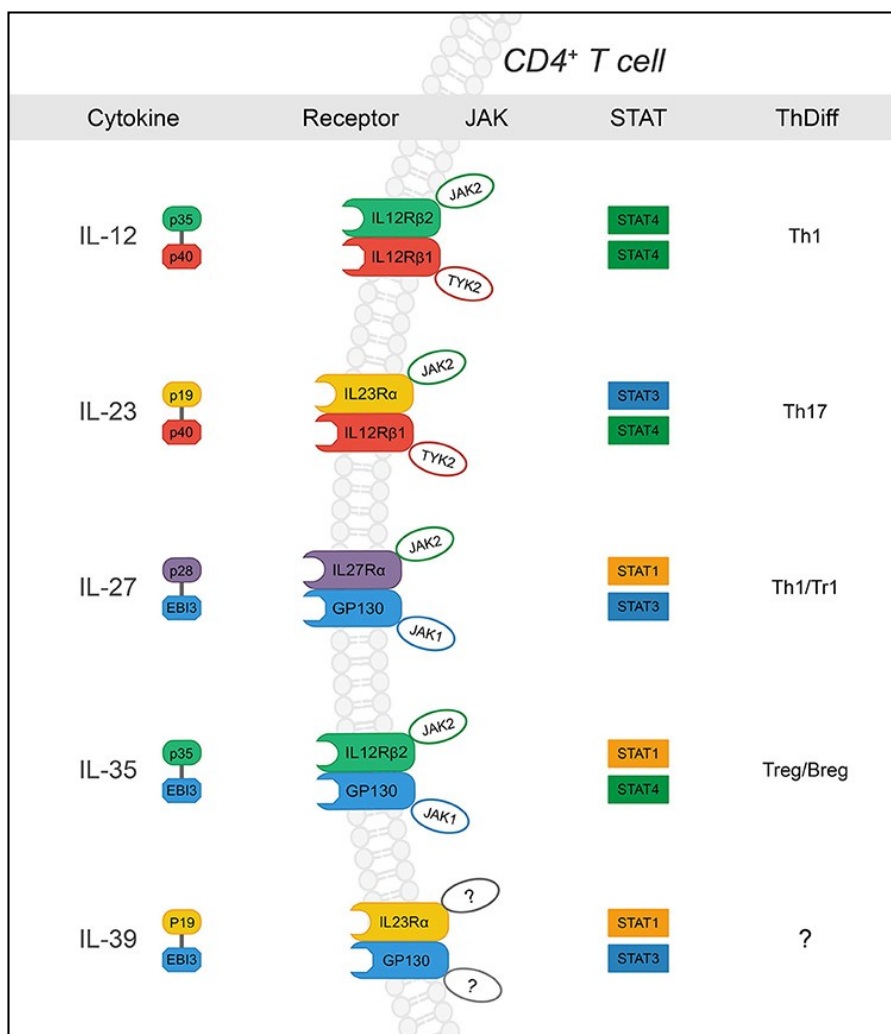 CD4⁺ T cell
Cytokine Receptor JAK STAT ThDiff
JAK2
p35 IL12Rβ2 STAT4
IL-12 Th1
p40 IL12Rβ1 STAT4
TYK2
JAK2
p19 IL23Rα STAT3
IL-23 Th17
p40 IL12Rβ1 STAT4
TYK2
JAK2
p28 IL27Rα STAT1
IL-27 Th1/Tr1
EBI3 GP130 STAT3
JAK1
JAK2
p35 IL12Rβ2 STAT1
IL-35 Treg/Breg
EBI3 GP130 STAT4
JAK1
?
P19 IL23Rα STAT1
IL-39 ?
EBI3 GP130 STAT3
?